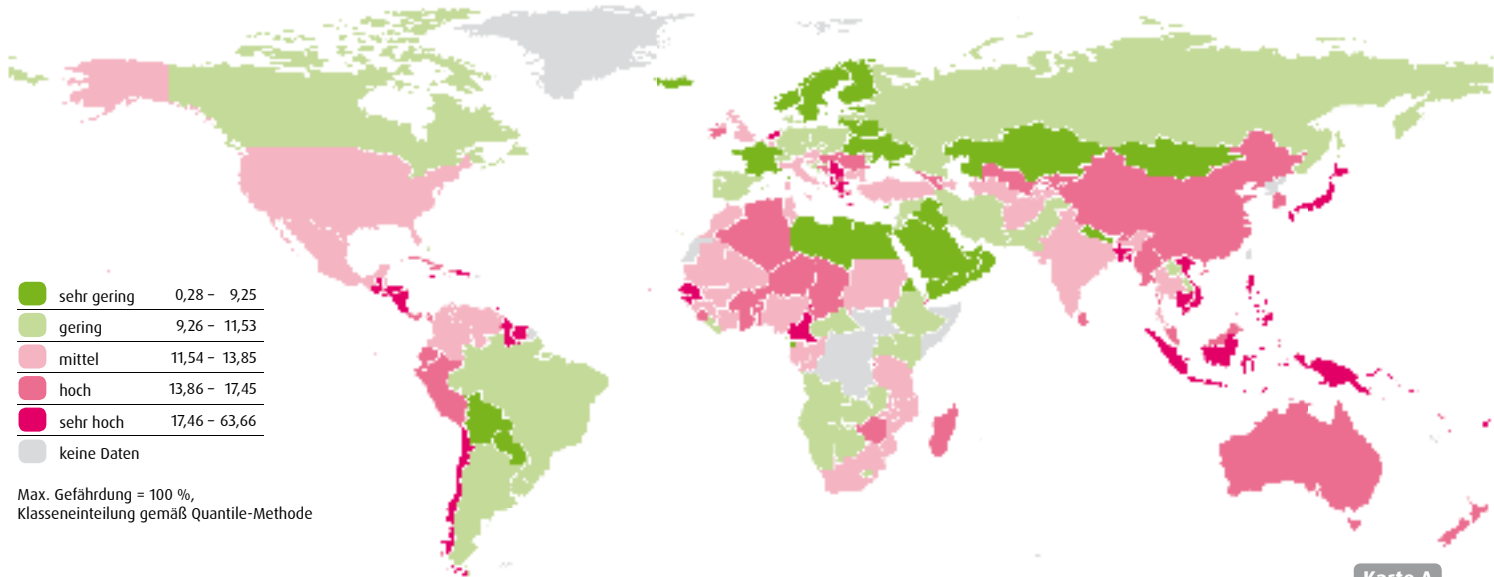 sehr gering 0,28 – 9,25
gering 9,26 – 11,53
mittel 11,54 – 13,85
hoch 13,86 – 17,45
sehr hoch 17,46 – 63,66
keine Daten
Max. Gefährdung = 100 %,
Klasseneinteilung gemäß Quantile-Methode
Karte A